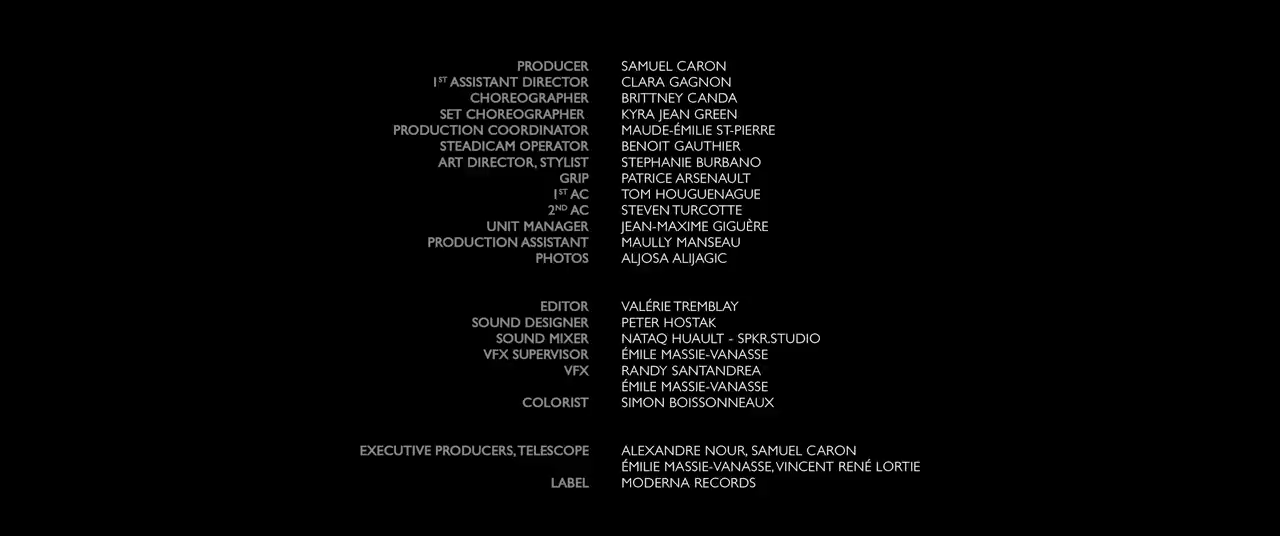 PRODUCER SAMUEL CARON
1ST ASSISTANT DIRECTOR CLARA GAGNON
CHOREOGRAPHER BRITTNEY CANDA
SET CHOREOGRAPHER KYRA JEAN GREEN
PRODUCTION COORDINATOR MAUDE-ÉMILIE ST-PIERRE
STEADICAM OPERATOR BENOIT GAUTHIER
ART DIRECTOR, STYLIST STEPHANIE BURBANO
GRIP PATRICE ARSENAULT
1ST AC TOM HOUGUENAGUE
2ND AC STEVEN TURCOTTE
UNIT MANAGER JEAN-MAXIME GIGUÈRE
PRODUCTION ASSISTANT MAULLY MANSEAU
PHOTOS ALJOSA ALIJAGIC
EDITOR VALÉRIE TREMBLAY
SOUND DESIGNER PETER HOSTAK
SOUND MIXER NATAQ HUAULT - SPKR.STUDIO
VFX SUPERVISOR ÉMILE MASSIE-VANASSE
VFX RANDY SANTANDREA
ÉMILE MASSIE-VANASSE
COLORIST SIMON BOISSONNEAUX
EXECUTIVE PRODUCERS, TELESCOPE ALEXANDRE NOUR, SAMUEL CARON
ÉMILIE MASSIE-VANASSE, VINCENT RENÉ LORTIE
LABEL MODERNA RECORDS